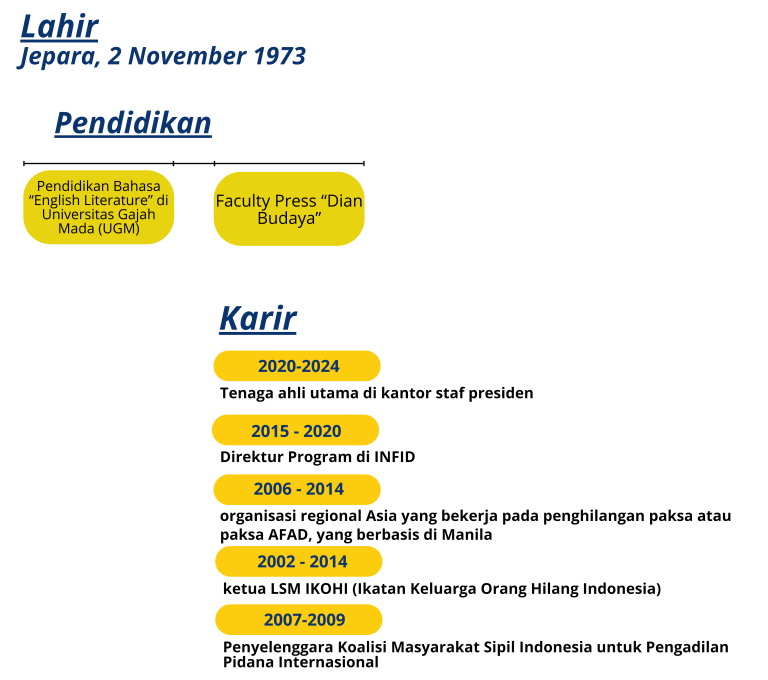 Lahir
Jepara, 2 November 1973
Pendidikan
Pendidikan Bahasa
“English Literature” di
Universitas Gajah
Mada (UGM)
Faculty Press “Dian
Budaya”
Karir
2020-2024
Tenaga ahli utama di kantor staf presiden
2015 - 2020
Direktur Program di INFID
2006 - 2014
organisasi regional Asia yang bekerja pada penghilangan paksa atau
paksa AFAD, yang berbasis di Manila
2002 - 2014
ketua LSM IKOHI (Ikatan Keluarga Orang Hilang Indonesia)
2007-2009
Penyelenggara Koalisi Masyarakat Sipil Indonesia untuk Pengadilan
Pidana Internasional